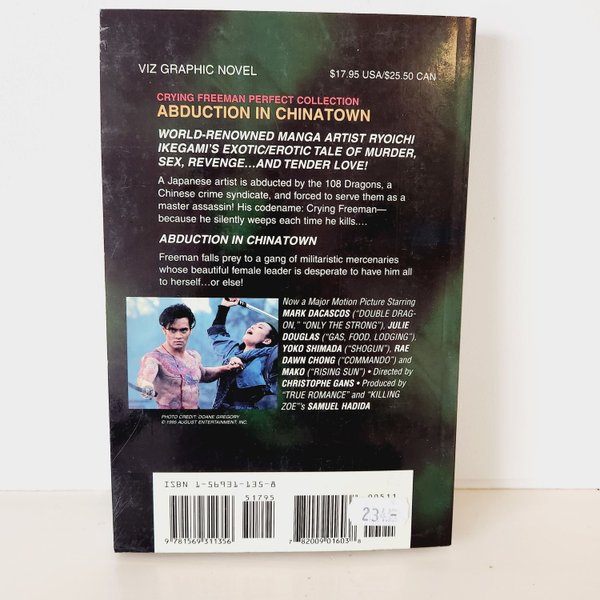 VIZ GRAPHIC NOVEL
$17.95 USA/$25.50 CAN
CRYING FREEMAN PERFECT COLLECTION
ABDUCTION IN CHINATOWN
WORLD-RENOWNED MANGA ARTIST RYOICHI
IKEGAMI'S EXOTIC/EROTIC TALE OF MURDER,
SEX, REVENGE...AND TENDER LOVE!
A Japanese artist is abducted by the 108 Dragons, a
Chinese crime syndicate, and forced to serve them as a
master assassin! His codename: Crying Freeman—
because he silently weeps each time he kills....
ABDUCTION IN CHINATOWN
Freeman falls prey to a gang of militaristic mercenaries
whose beautiful female leader is desperate to have him all
to herself...or else!
Now a Major Motion Picture Starring
MARK DACASCOS ("DOUBLE DRAG-
ON," "ONLY THE STRONG"), JULIE
DOUGLAS ("GAS, FOOD, LODGING"),
YOKO SHIMADA ("SHOGUN"), RAE
DAWN CHONG ("COMMANDO") and
MAKO ("RISING SUN") • Directed by
CHRISTOPHE GANS • Produced by
"TRUE ROMANCE" and "KILLING
ZOE"'s SAMUEL HADIDA
PHOTO CREDIT: DOANE GREGORY
© 1995 AUGUST ENTERTAINMENT, INC.
ISBN 1-56931-135-8
51795
00511
9 781569 311356
7 82009 01603 8